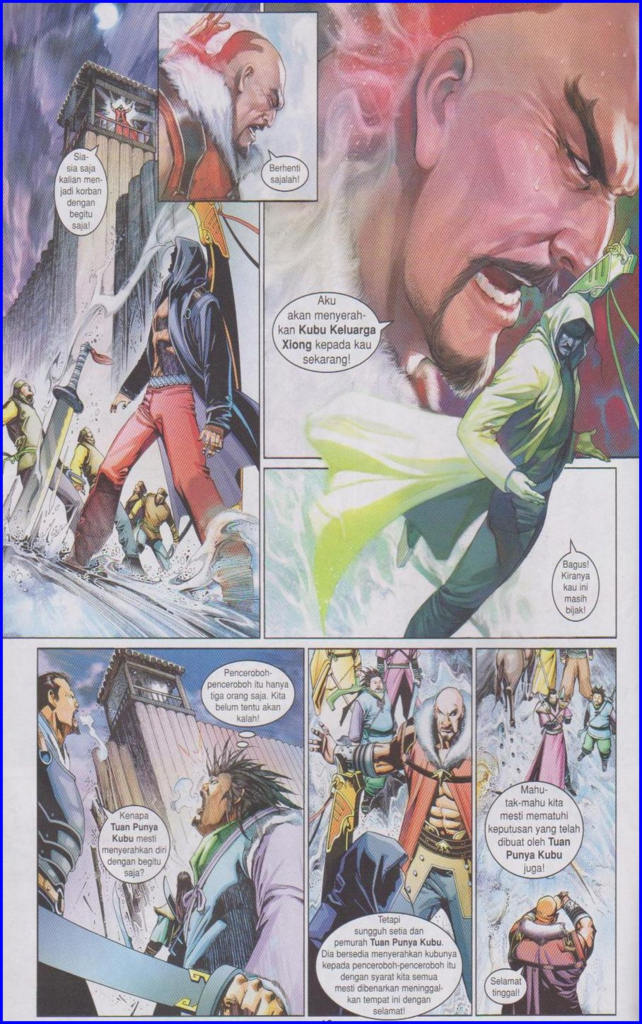 Sia-
sia saja
kalian men-
jadi korban
dengan
begitu
saja!
Berhenti
sajalah!
Aku
akan menyerah-
kan Kubu Keluarga
Xiong kepada kau
sekarang!
Bagus!
Kiranya
kau ini
masih
bijak!
Penceroboh-
penceroboh itu hanya
tiga orang saja. Kita
belum tentu akan
kalah!
Kenapa
Tuan Punya
Kubu mesti
menyerahkan diri
dengan begitu
saja?
Tetapi
sungguh setia dan
pemurah Tuan Punya Kubu.
Dia bersedia menyerahkan kubunya
kepada penceroboh-penceroboh itu
dengan syarat kita semua
mesti dibenarkan meninggal-
kan tempat ini dengan
selamat!
Mahu-
tak-mahu kita
mesti mematuhi
keputusan yang telah
dibuat oleh Tuan
Punya Kubu
juga!
Selamat
tinggal!